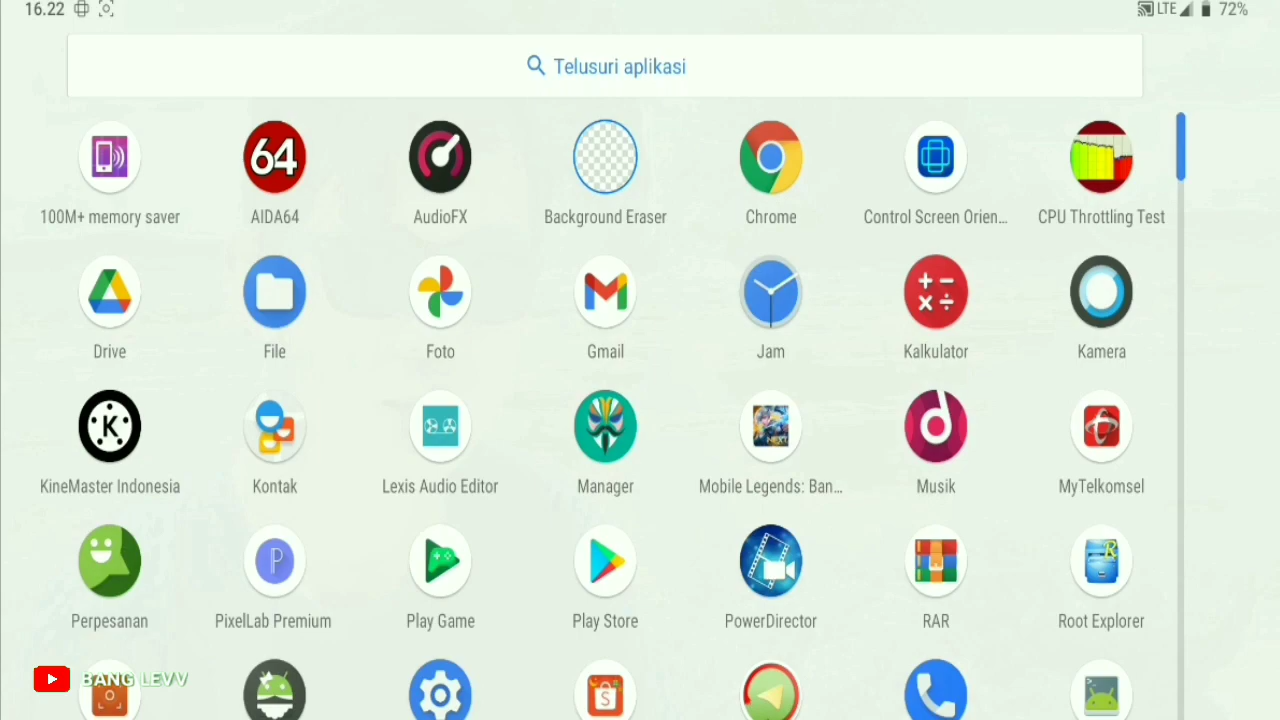 16.22
LTE 72%
Telusuri aplikasi
64
100M+ memory saver
AIDA64
AudioFX
Background Eraser
Chrome
Control Screen Orien...
CPU Throttling Test
Drive
File
Foto
Gmail
Jam
Kalkulator
Kamera
K
NEXT
KineMaster Indonesia
Kontak
Lexis Audio Editor
Manager
Mobile Legends: Ban...
Musik
MyTelkomsel
P
R
Perpesanan
PixelLab Premium
Play Game
Play Store
PowerDirector
RAR
Root Explorer
BANG LEVV
S